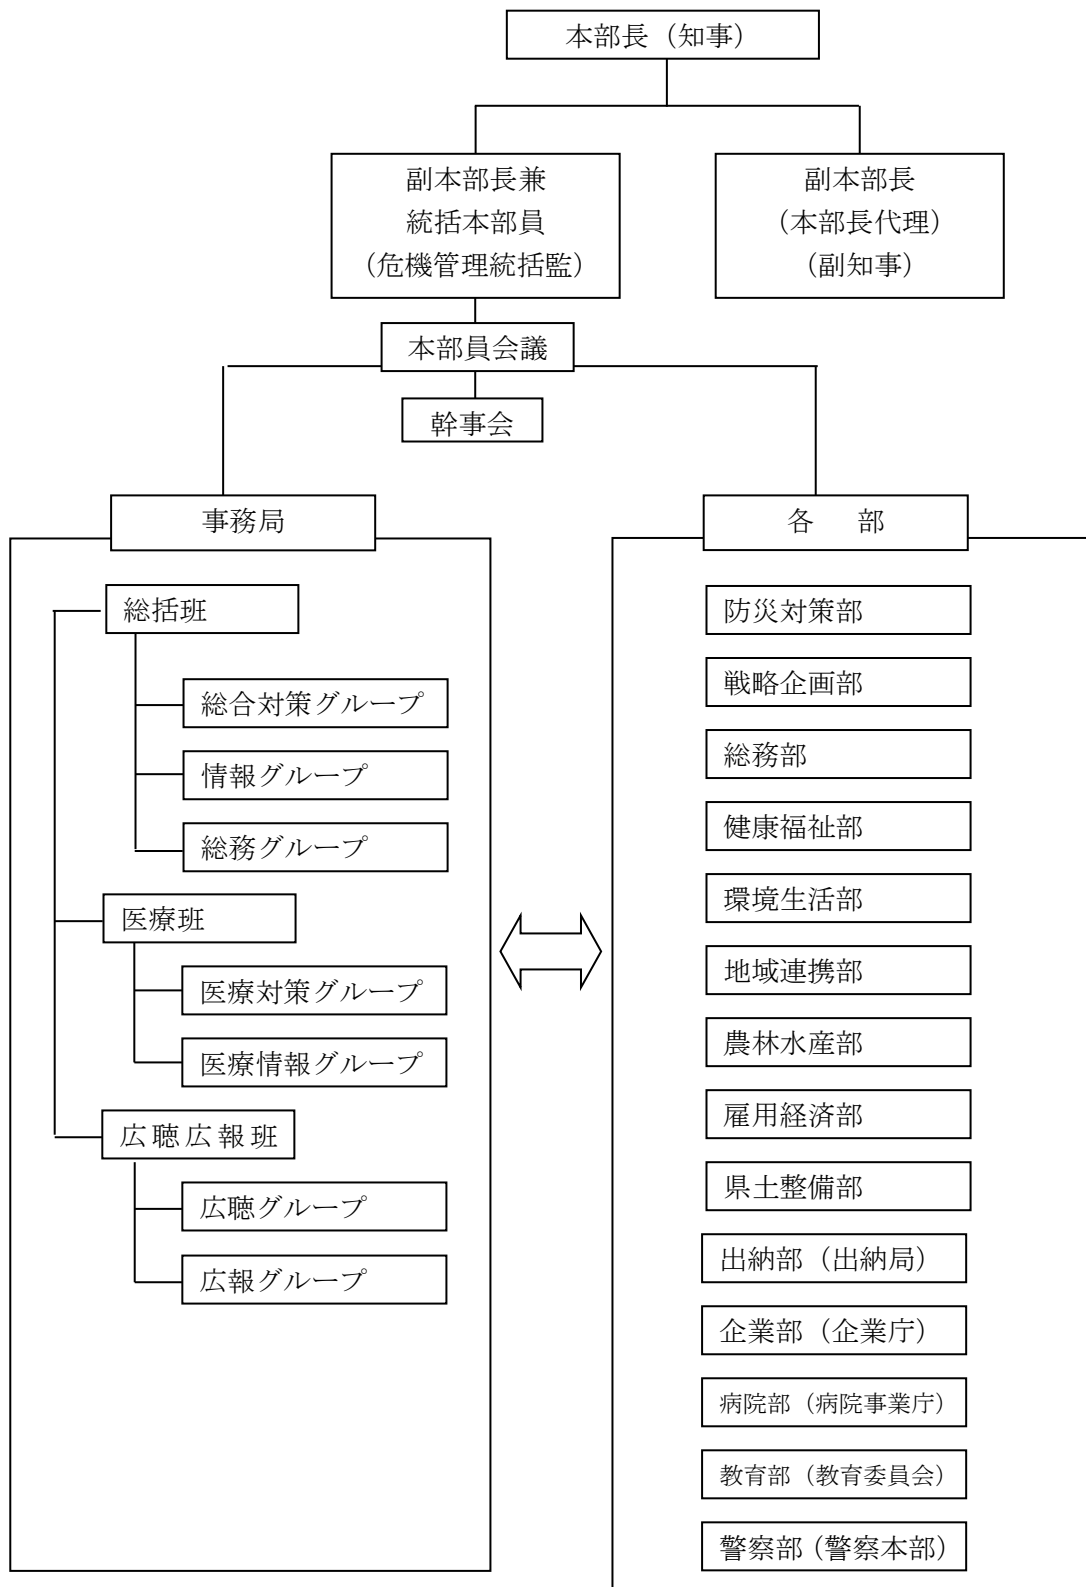 本部長（知事）
副本部長兼
統括本部員
（危機管理統括監）
副本部長
（本部長代理）
（副知事）
本部員会議
幹事会
事務局
総括班
総合対策グループ
情報グループ
総務グループ
医療班
医療対策グループ
医療情報グループ
広聴広報班
広聴グループ
広報グループ
各　部
防災対策部
戦略企画部
総務部
健康福祉部
環境生活部
地域連携部
農林水産部
雇用経済部
県土整備部
出納部（出納局）
企業部（企業庁）
病院部（病院事業庁）
教育部（教育委員会）
警察部（警察本部）